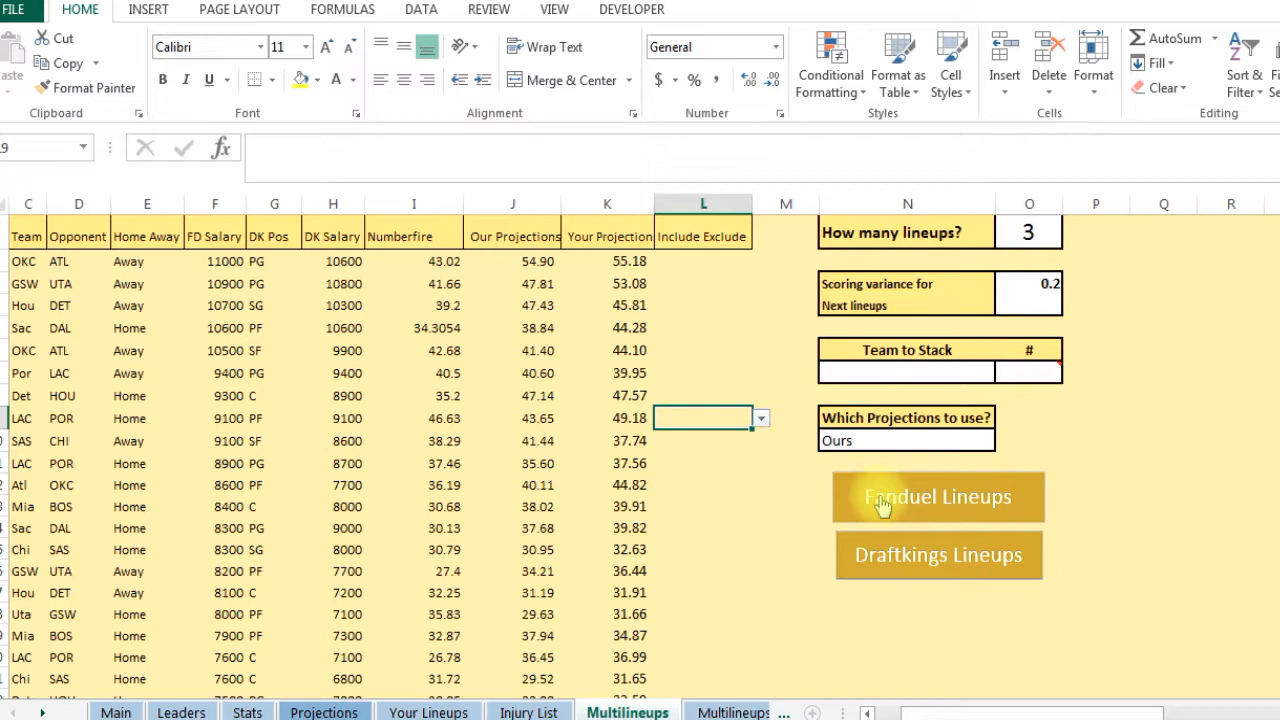 FILE HOME INSERT PAGE LAYOUT FORMULAS DATA REVIEW VIEW DEVELOPER
Cut
Copy
Format Painter
Clipboard
Calibri 11
B I U
Font
Wrap Text
Merge & Center
Alignment
General
$ % ,
Number
Conditional Formatting
Format as Table
Cell Styles
Styles
Insert Delete Format
Cells
AutoSum
Fill
Clear
Sort & Filter
Editing
fx
C D E F G H I J K L M N O P Q R
Team Opponent Home Away FD Salary DK Pos DK Salary Numberfire Our Projections Your Projection Include Exclude
OKC ATL Away 11000 PG 10600 43.02 54.90 55.18
GSW UTA Away 10900 PG 10800 41.66 47.81 53.08
Hou DET Away 10700 SG 10300 39.2 47.43 45.81
Sac DAL Home 10600 PF 10600 34.3054 38.84 44.28
OKC ATL Away 10500 SF 9900 42.68 41.40 44.10
Por LAC Away 9400 PG 9400 40.5 40.60 39.95
Det HOU Home 9300 C 8900 35.2 47.14 47.57
LAC POR Home 9100 PF 9100 46.63 43.65 49.18
SAS CHI Away 9100 SF 8600 38.29 41.44 37.74
LAC POR Home 8900 PG 8700 37.46 35.60 37.56
Atl OKC Home 8600 PF 7700 36.19 40.11 44.82
Mia BOS Home 8400 C 8000 30.68 38.02 39.91
Sac DAL Home 8300 PG 9000 30.13 37.68 39.82
Chi SAS Home 8300 SG 8000 30.79 30.95 32.63
GSW UTA Away 8200 PF 7700 27.4 34.21 36.44
Hou DET Away 8100 C 7200 32.25 31.19 31.91
Uta GSW Home 8000 PF 7100 35.83 29.63 31.66
Mia BOS Home 7900 PF 7300 32.87 37.94 34.87
LAC POR Home 7600 C 7100 26.78 36.45 36.99
Chi SAS Home 7600 C 6800 31.72 29.52 31.65
How many lineups? 3
Scoring variance for 0.2
Next lineups
Team to Stack #
Which Projections to use?
Ours
Fanduel Lineups
Draftkings Lineups
Main Leaders Stats Projections Your Lineups Injury List Multilineups Multilineups ...